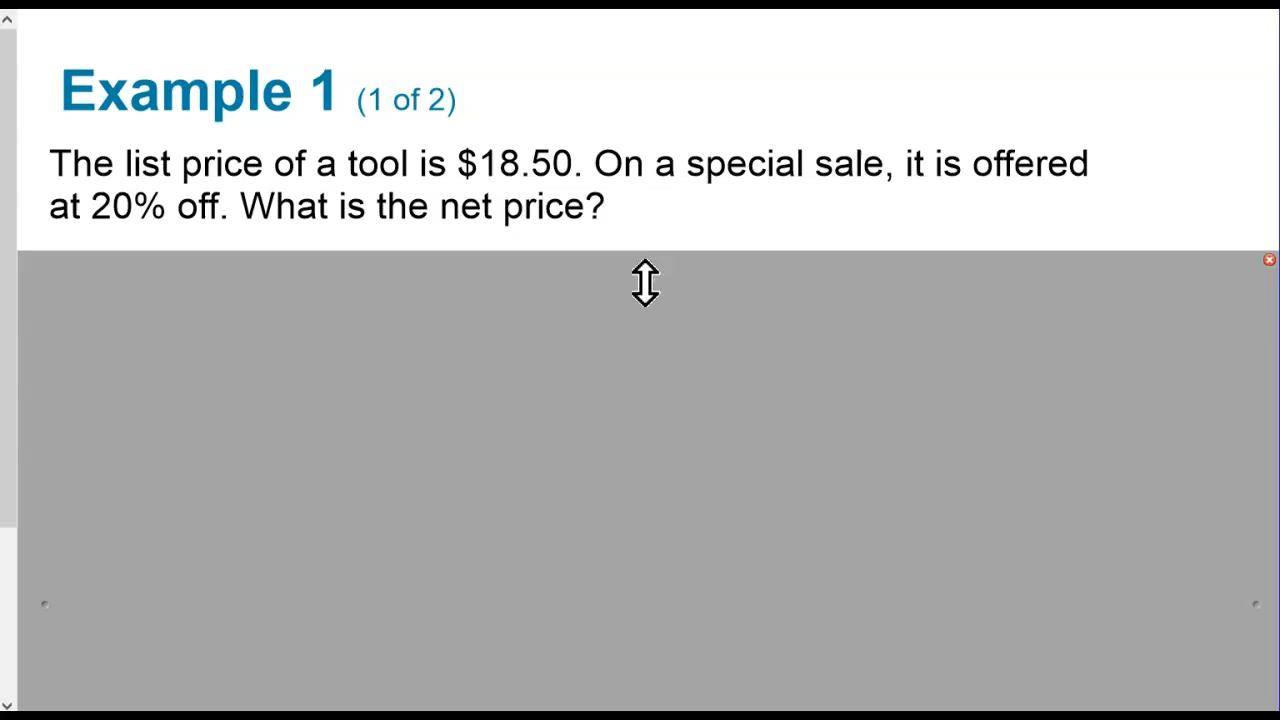 Example 1 (1 of 2)
The list price of a tool is $18.50. On a special sale, it is offered
at 20% off. What is the net price?